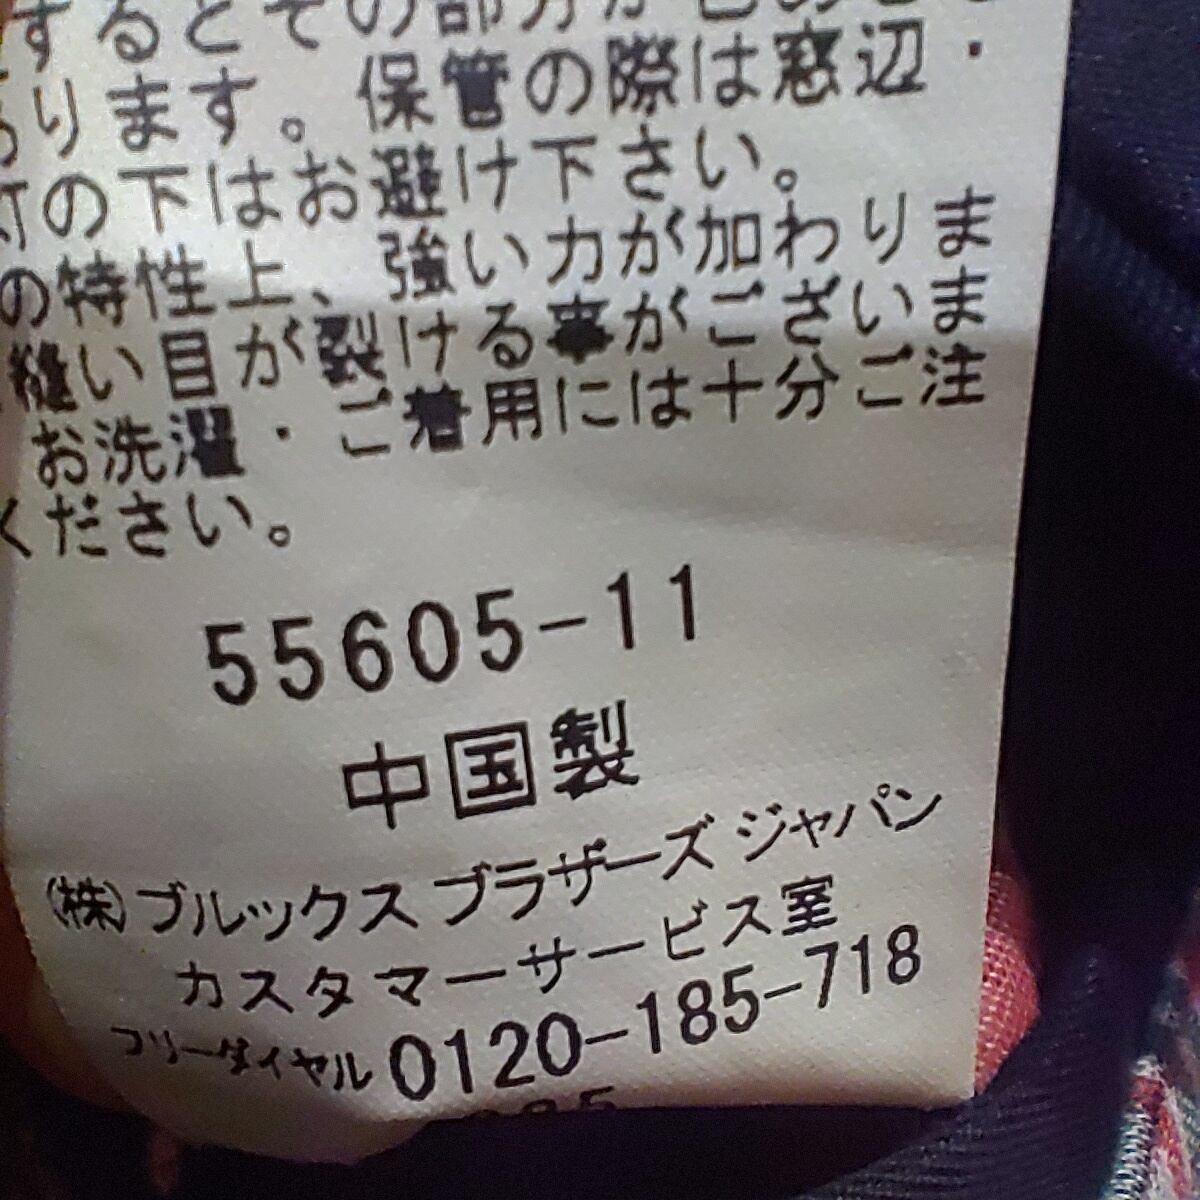 するとその部分が色あせ
あります。保管の際は窓辺・
灯の下はお避け下さい。
の特性上、強い力が加わりま
縫い目が裂ける事がございま
お洗濯・ご着用には十分ご注
ください。
55605-11
中国製
(株)ブルックス ブラザーズ ジャパン
カスタマーサービス室
フリーダイヤル 0120-185-718